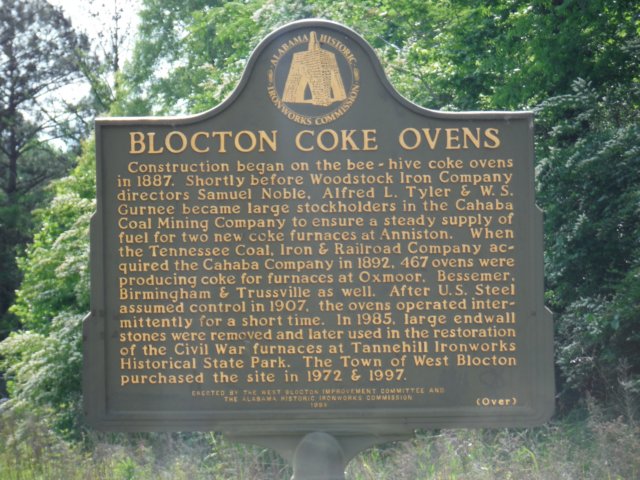 ALABAMA HISTORIC
IRONWORKS COMMISSION
BLOCTON COKE OVENS
Construction began on the bee-hive coke ovens
in 1887. Shortly before Woodstock Iron Company
directors Samuel Noble, Alfred L. Tyler & W. S.
Gurnee became large stockholders in the Cahaba
Coal Mining Company to ensure a steady supply of
fuel for two new coke furnaces at Anniston. When
the Tennessee Coal, Iron & Railroad Company ac-
quired the Cahaba Company in 1892, 467 ovens were
producing coke for furnaces at Oxmoor, Bessemer,
Birmingham & Trussville as well. After U.S. Steel
assumed control in 1907, the ovens operated inter-
mittently for a short time. In 1985, large endwall
stones were removed and later used in the restoration
of the Civil War furnaces at Tannehill Ironworks
Historical State Park. The Town of West Blocton
purchased the site in 1972 & 1997.
ERECTED BY THE WEST BLOCTON IMPROVEMENT COMMITTEE AND
THE ALABAMA HISTORIC IRONWORKS COMMISSION
(Over)